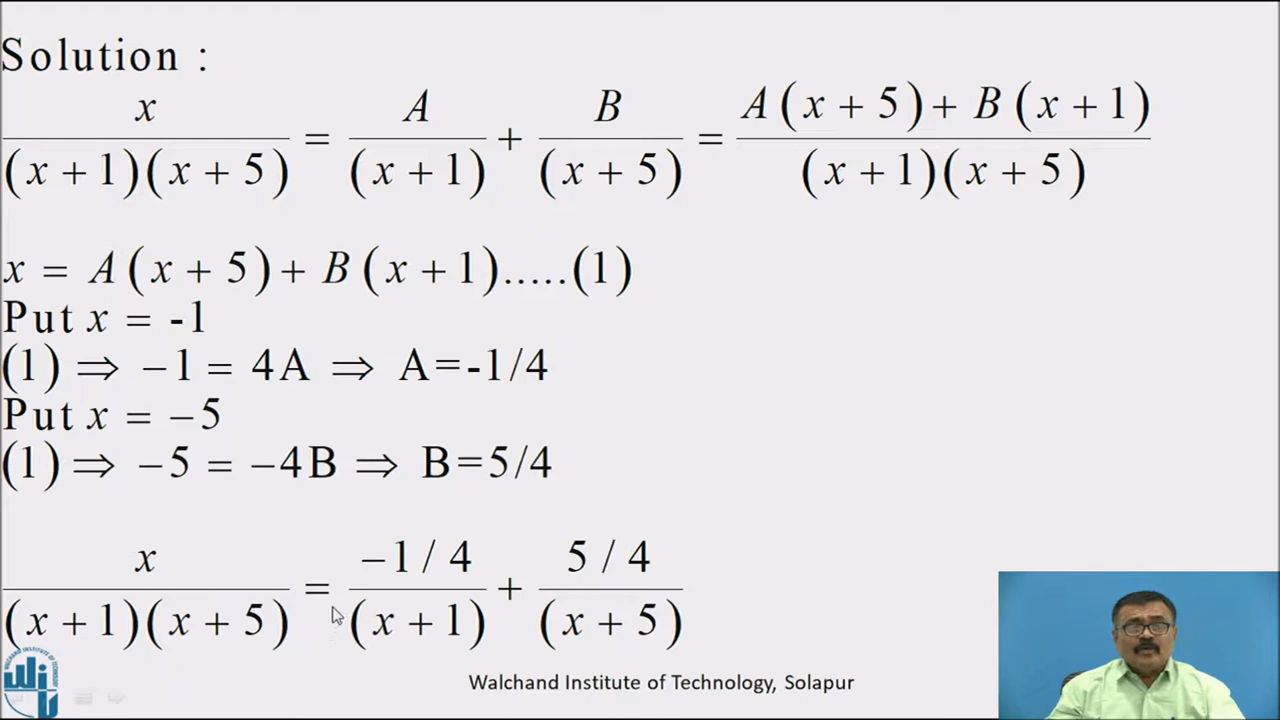 Solution :
x / (x + 1)(x + 5) = A / (x + 1) + B / (x + 5) = A(x + 5) + B(x + 1) / (x + 1)(x + 5)
x = A(x + 5) + B(x + 1).....(1)
Put x = -1
(1) ⇒ −1 = 4A ⇒ A=-1/4
Put x = −5
(1) ⇒ −5 = −4B ⇒ B=5/4
x / (x + 1)(x + 5) = −1 / 4 / (x + 1) + 5 / 4 / (x + 5)
Walchand Institute of Technology, Solapur